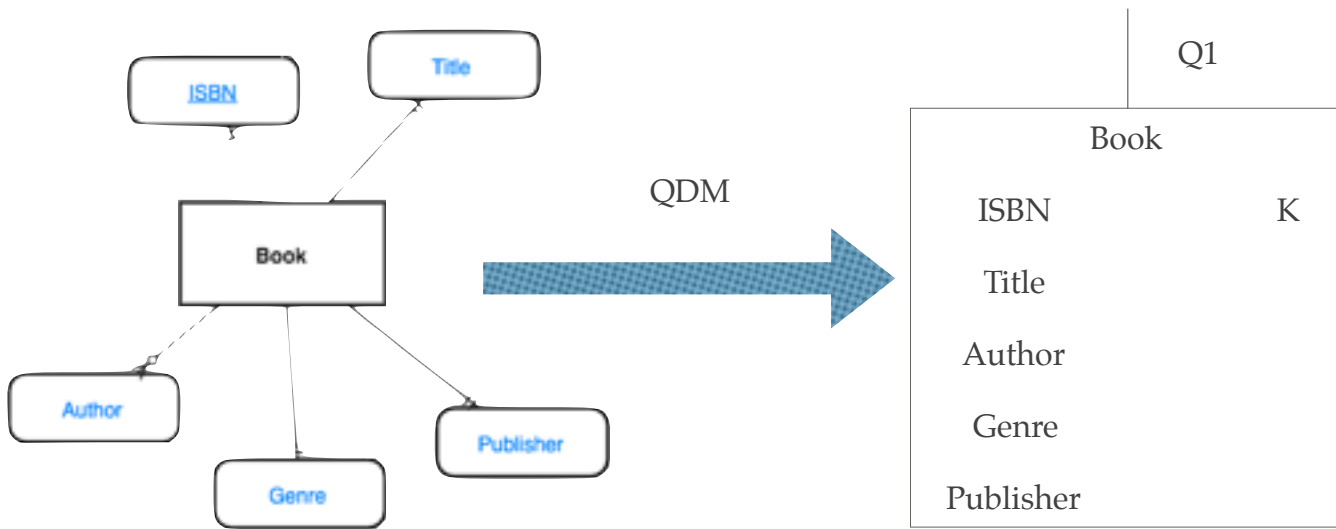 ISBN
Title
Book
Author
Genre
Publisher
QDM
Q1
Book
ISBN K
Title
Author
Genre
Publisher